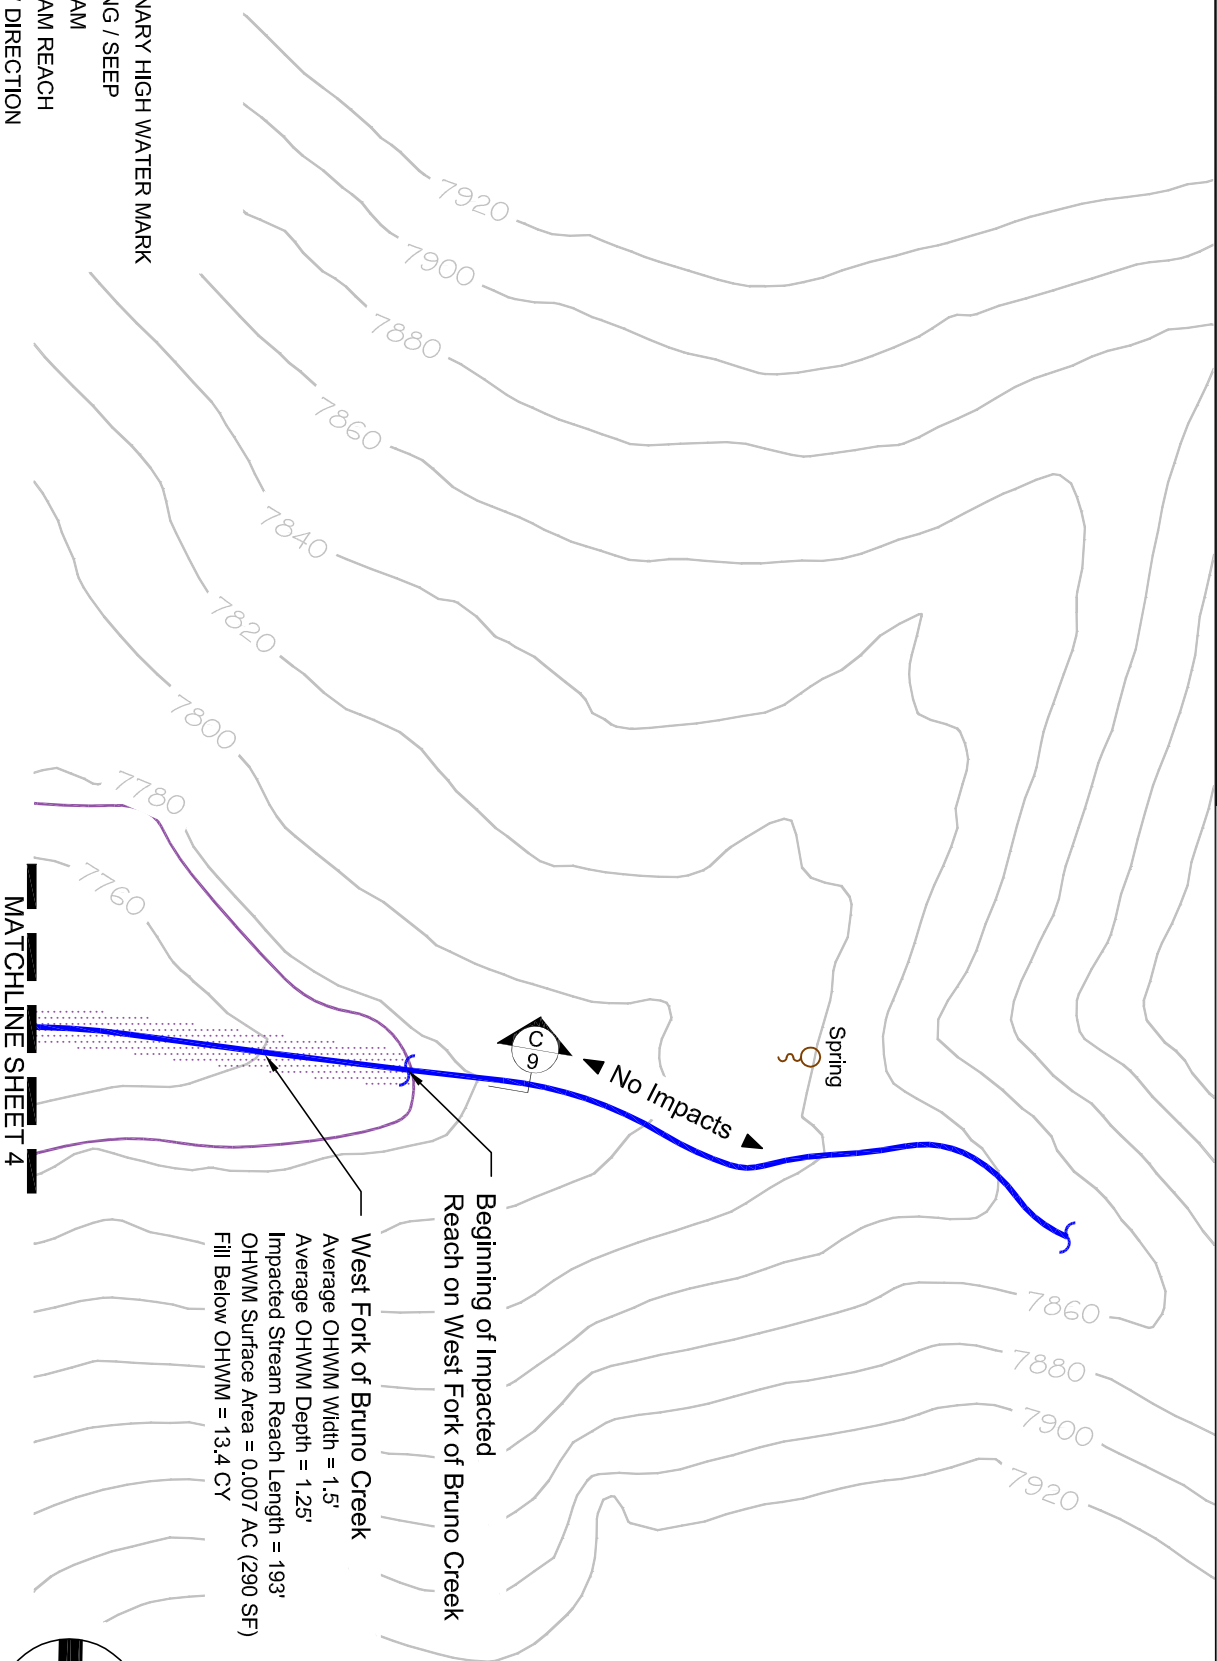 NARY HIGH WATER MARK
NG / SEEP
AM
AM REACH
DIRECTION
7920
7900
7880
7860
7840
7820
7800
7780
7760
Spring
No Impacts
C
9
Beginning of Impacted
Reach on West Fork of Bruno Creek
West Fork of Bruno Creek
Average OHWM Width = 1.5'
Average OHWM Depth = 1.25'
Impacted Stream Reach Length = 193'
OHWM Surface Area = 0.007 AC (290 SF)
Fill Below OHWM = 13.4 CY
7860
7880
7900
7920
MATCHLINE SHEET 4